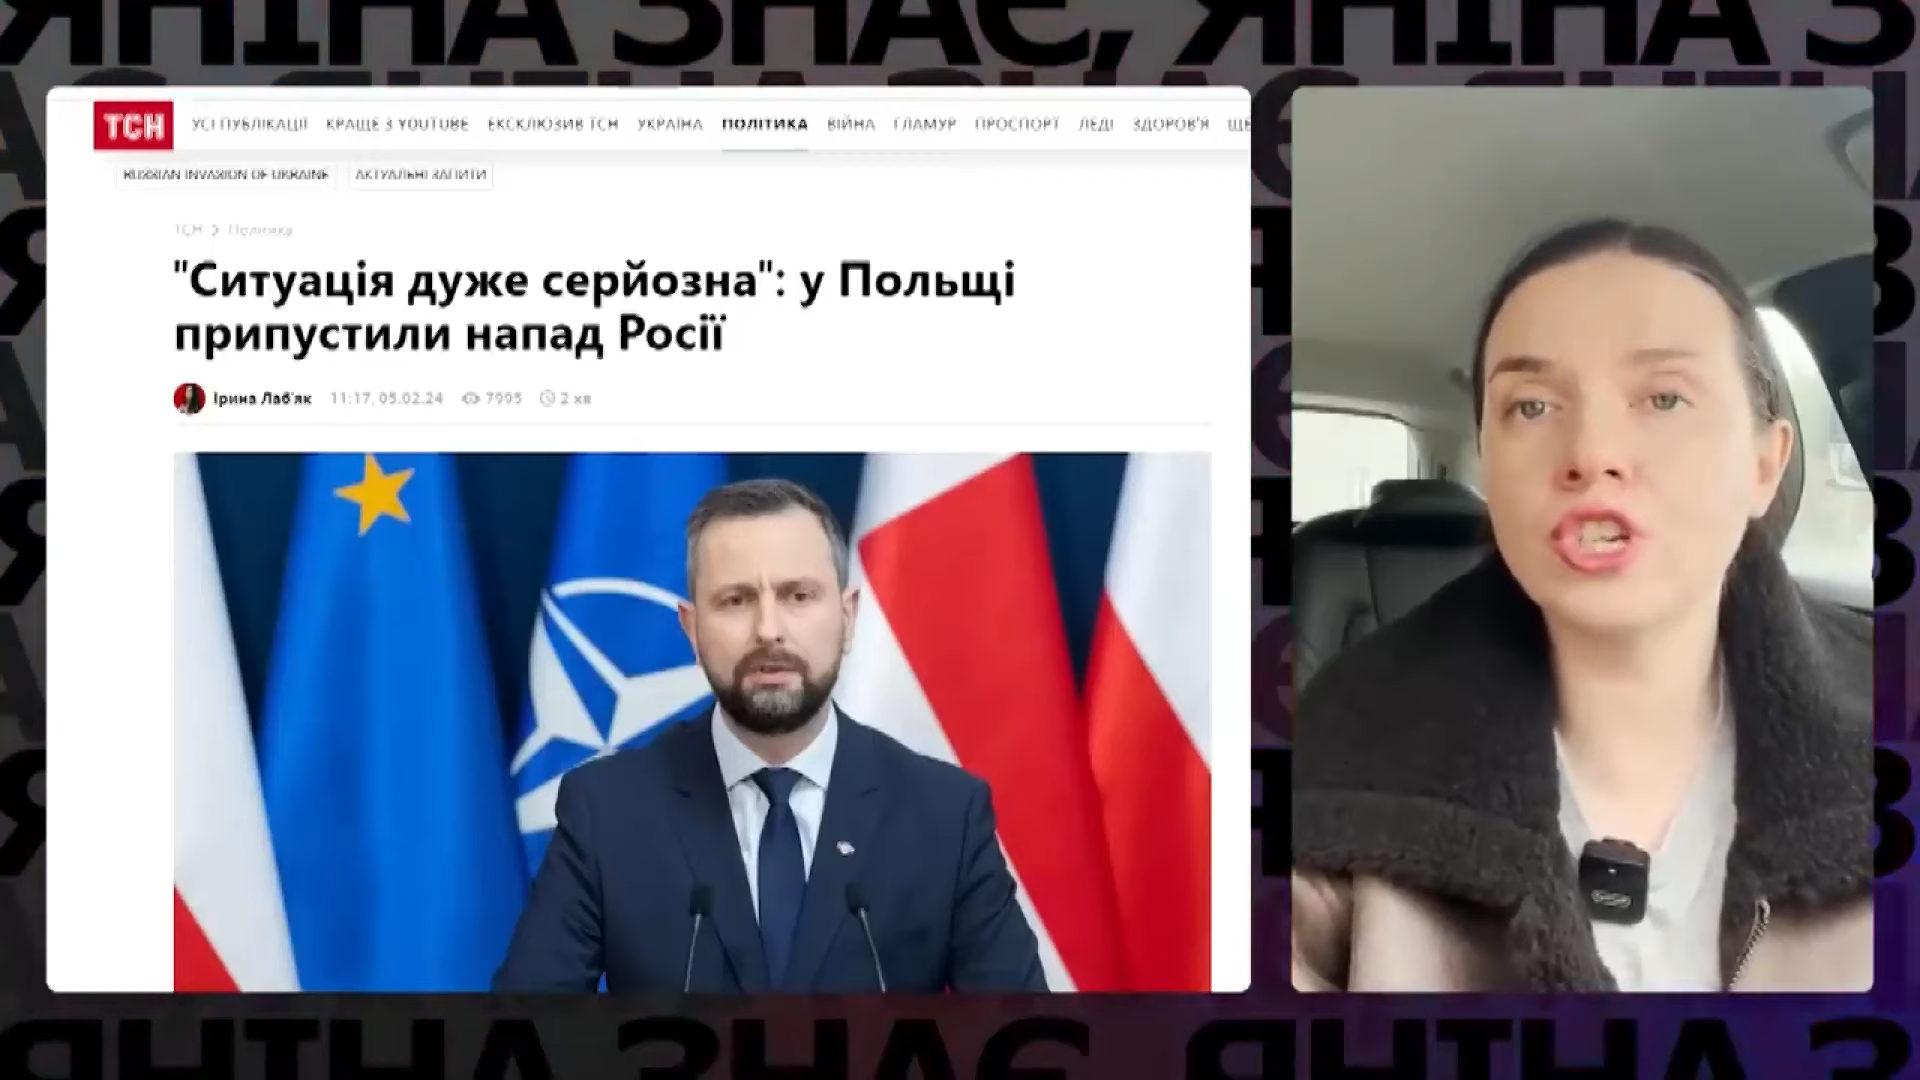 ЯНІНА ЗНАЄ, ЯНІНА З
ТСН УСІ ПУБЛІКАЦІЇ КРАЩЕ З YOUTUBE ЕКСКЛЮЗИВ ТСН УКРАЇНА ПОЛІТИКА ВІЙНА ГЛАМУР ПРОСПОРТ ЛЕДІ ЗДОРОВ'Я ЩЕ
RUSSIAN INVASION OF UKRAINE АКТУАЛЬНІ ЗАПИТИ
ТСН > Політика
"Ситуація дуже серйозна": у Польщі
припустили напад Росії
Ірина Лаб'як 11:17, 05.02.24 7995 2 хв
ЯНІНА ЗНАЄ, ЯНІНА З